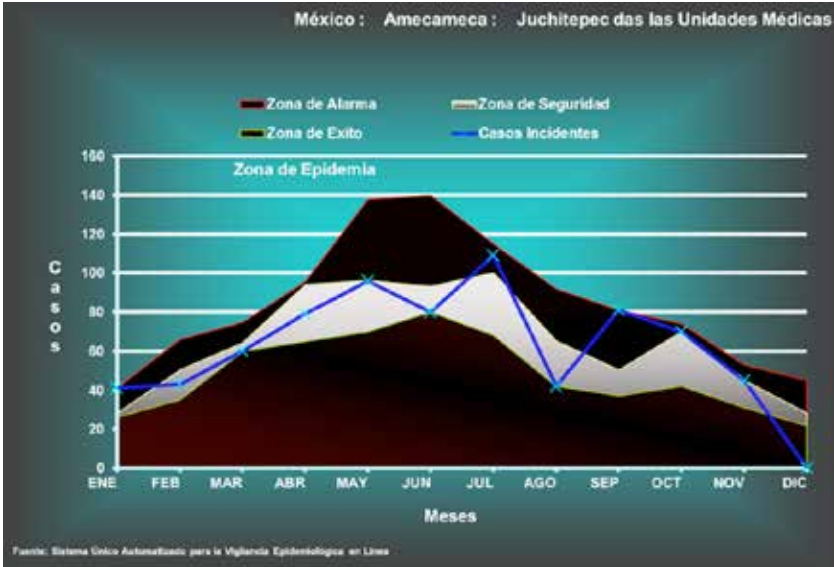 México : Amecameca : Juchitepec das las Unidades Médicas
Zona de Alarma
Zona de Seguridad
Zona de Exito
Casos Incidentes
Zona de Epidemia
160
140
120
100
80
60
40
20
0
Casos
ENE FEB MAR ABR MAY JUN JUL AGO SEP OCT NOV DIC
Meses
Fuente: Sistema Único Automatizado para la Vigilancia Epidemiológica en Línea